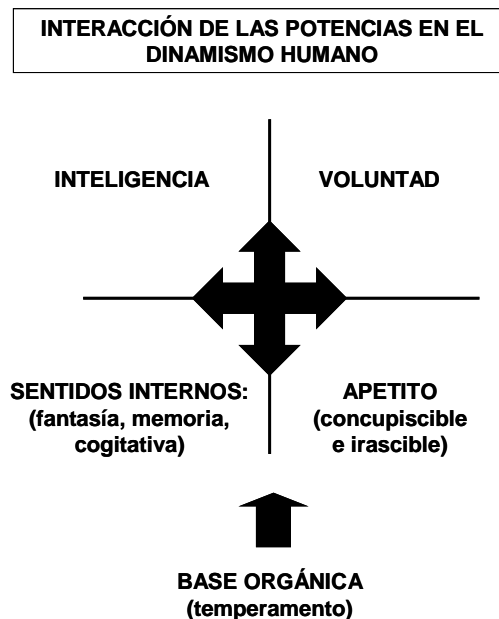 INTERACCIÓN DE LAS POTENCIAS EN EL
DINAMISMO HUMANO
INTELIGENCIA
VOLUNTAD
SENTIDOS INTERNOS:
(fantasía, memoria,
cogitativa)
APETITO
(concupiscible
e irascible)
BASE ORGÁNICA
(temperamento)